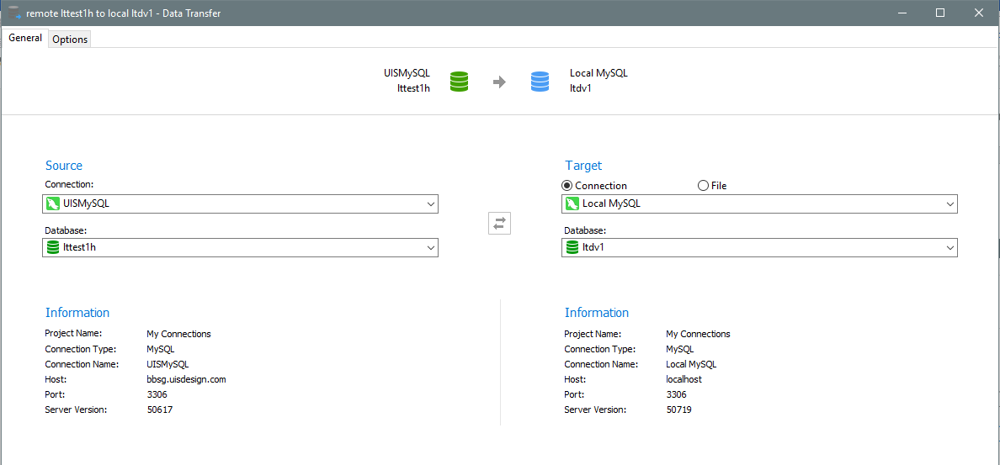 remote lttest1h to local ltdv1 - Data Transfer
General Options
UISMySQL
lttest1h
Local MySQL
ltdv1
Source
Connection:
UISMySQL
Database:
lttest1h
Target
Connection File
Local MySQL
Database:
ltdv1
Information
Project Name: My Connections
Connection Type: MySQL
Connection Name: UISMySQL
Host: bbsg.uisdesign.com
Port: 3306
Server Version: 50617
Information
Project Name: My Connections
Connection Type: MySQL
Connection Name: Local MySQL
Host: localhost
Port: 3306
Server Version: 50719